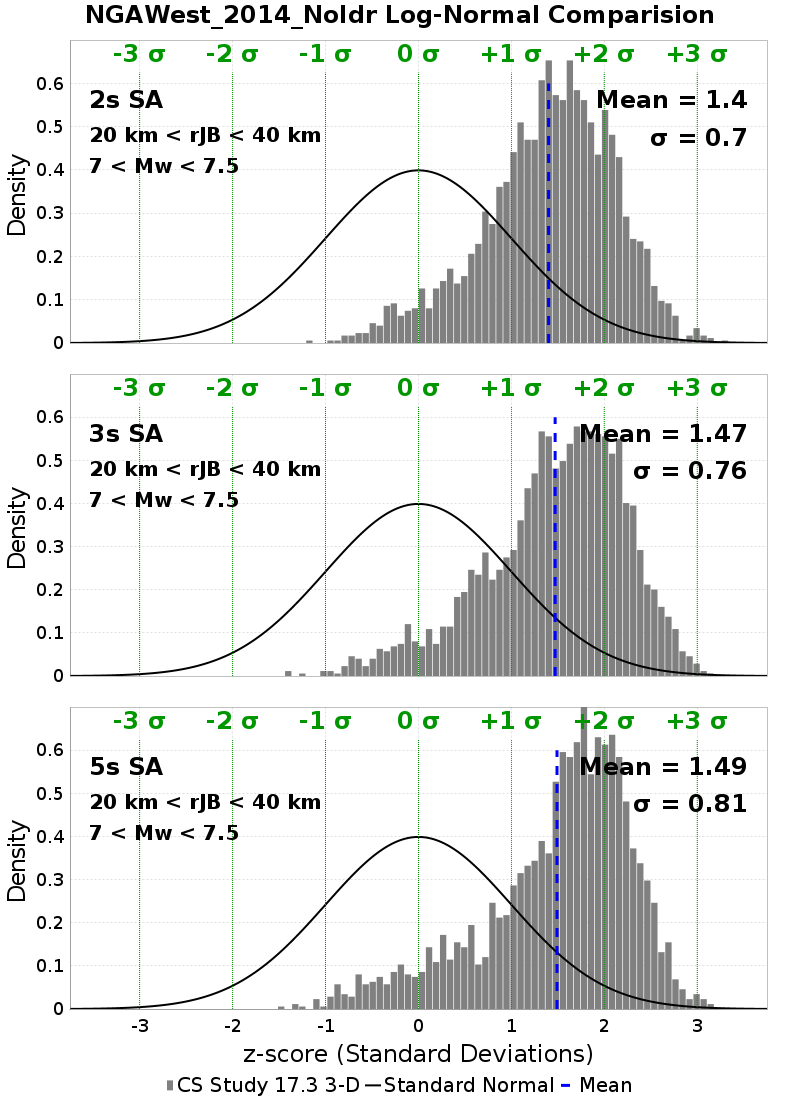 NGAWest_2014_NoIdr Log-Normal Comparision
-3 σ -2 σ -1 σ 0 σ +1 σ +2 σ +3 σ
2s SA
20 km < rJB < 40 km
7 < Mw < 7.5
Mean = 1.4
σ = 0.7
Density
0.6
0.5
0.4
0.3
0.2
0.1
0
-3 σ -2 σ -1 σ 0 σ +1 σ +2 σ +3 σ
3s SA
20 km < rJB < 40 km
7 < Mw < 7.5
Mean = 1.47
σ = 0.76
Density
0.6
0.5
0.4
0.3
0.2
0.1
0
-3 σ -2 σ -1 σ 0 σ +1 σ +2 σ +3 σ
5s SA
20 km < rJB < 40 km
7 < Mw < 7.5
Mean = 1.49
σ = 0.81
Density
0.6
0.5
0.4
0.3
0.2
0.1
0
-3 -2 -1 0 1 2 3
z-score (Standard Deviations)
CS Study 17.3 3-D Standard Normal Mean